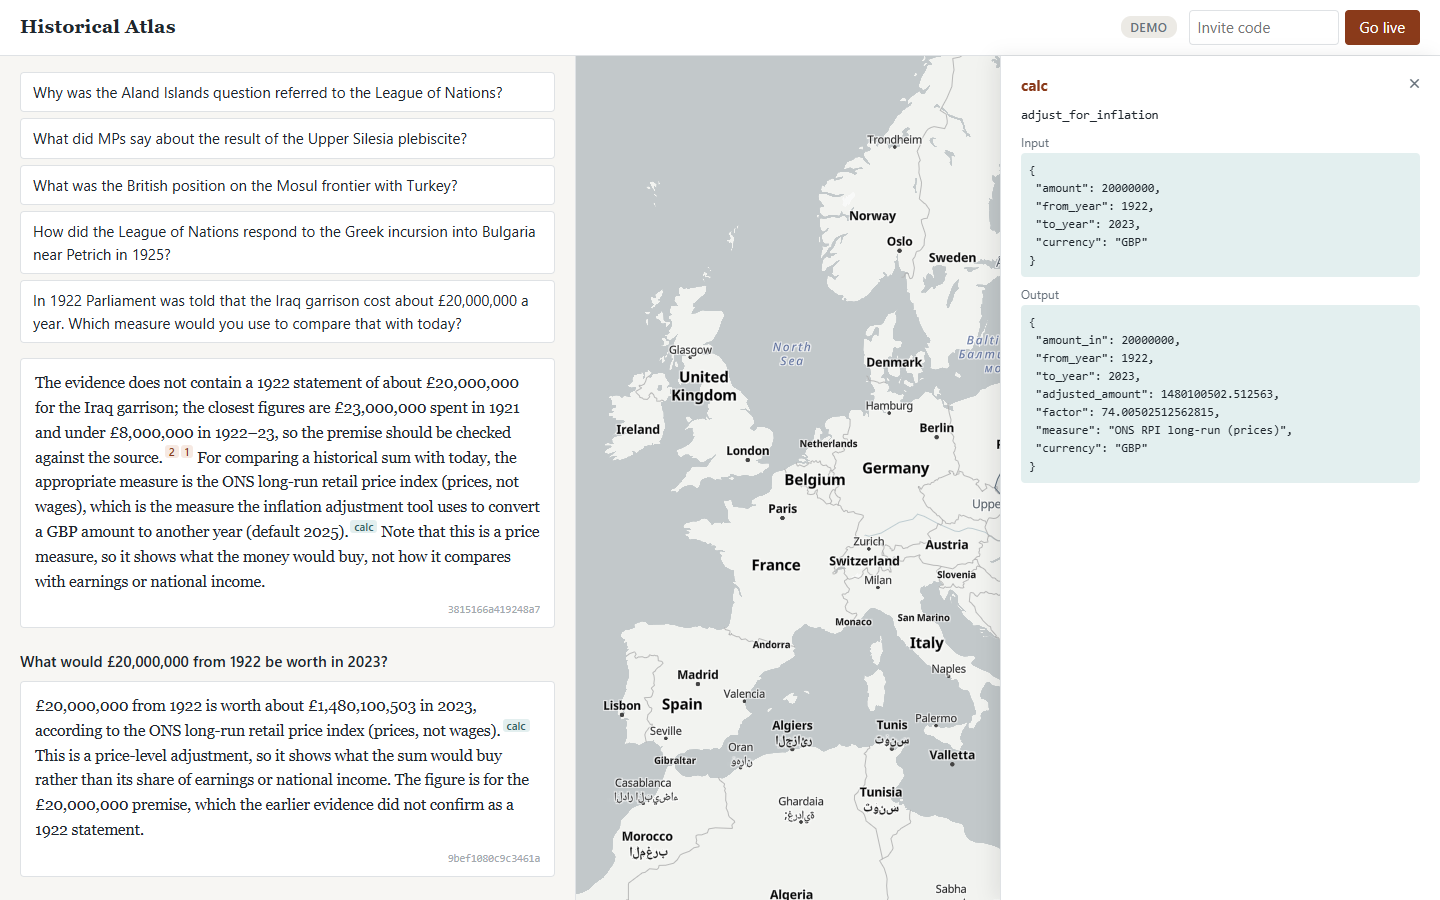 Historical Atlas
DEMO
Invite code
Go live
Why was the Aland Islands question referred to the League of Nations?
What did MPs say about the result of the Upper Silesia plebiscite?
What was the British position on the Mosul frontier with Turkey?
How did the League of Nations respond to the Greek incursion into Bulgaria
near Petrich in 1925?
In 1922 Parliament was told that the Iraq garrison cost about £20,000,000 a
year. Which measure would you use to compare that with today?
The evidence does not contain a 1922 statement of about £20,000,000
for the Iraq garrison; the closest figures are £23,000,000 spent in 1921
and under £8,000,000 in 1922–23, so the premise should be checked
against the source. 2 1 For comparing a historical sum with today, the
appropriate measure is the ONS long-run retail price index (prices, not
wages), which is the measure the inflation adjustment tool uses to convert
a GBP amount to another year (default 2025). calc Note that this is a price
measure, so it shows what the money would buy, not how it compares
with earnings or national income.
3815166a419248a7
What would £20,000,000 from 1922 be worth in 2023?
£20,000,000 from 1922 is worth about £1,480,100,503 in 2023,
according to the ONS long-run retail price index (prices, not wages). calc
This is a price-level adjustment, so it shows what the sum would buy
rather than its share of earnings or national income. The figure is for the
£20,000,000 premise, which the earlier evidence did not confirm as a
1922 statement.
9bef1080c9c3461a
Trondheim
Norway
Oslo
Sweden
Glasgow
North
Sea
Balti
Балт
мо
United
Kingdom
Denmark
Hamburg
Ireland
Berlin
London
Netherlands
Germany
Belgium
Uppe
Paris
Zurich
Austria
France
Switzerland
Slovenia
Milan
Monaco
San Marino
Andorra
Italy
Naples
Madrid
Valencia
Lisbon
Spain
Palermo
Seville
Algiers
الجزائر
Tunis
تونس
Oran
وهران
Valletta
Gibraltar
Casablanca
الدار البيضاء
Tunisia
تونس
Ghardaia
غرداية
Morocco
المغرب
Algeria
Sabha
calc
×
adjust_for_inflation
Input
{
"amount": 20000000,
"from_year": 1922,
"to_year": 2023,
"currency": "GBP"
}
Output
{
"amount_in": 20000000,
"from_year": 1922,
"to_year": 2023,
"adjusted_amount": 1480100502.512563,
"factor": 74.00502512562815,
"measure": "ONS RPI long-run (prices)",
"currency": "GBP"
}